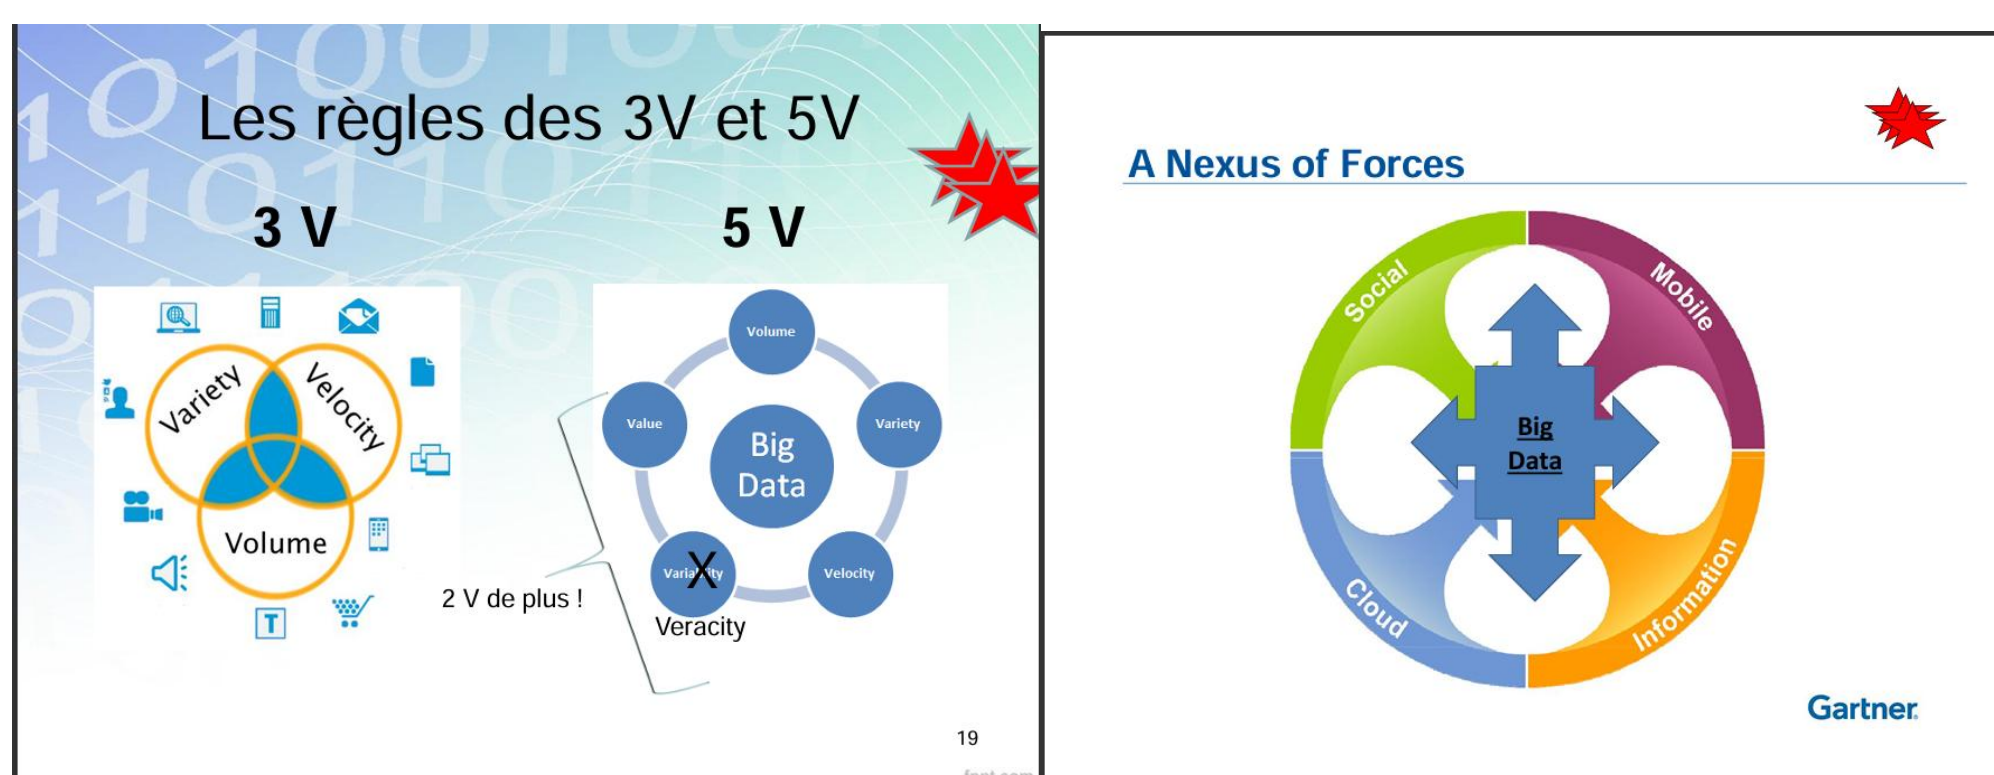 Les règles des 3V et 5V
3 V
5 V
Variety
Velocity
Volume
T
2 V de plus !
Volume
Value
Variety
Big
Data
X
Velocity
Veracity
19
A Nexus of Forces
Social
Mobile
Big
Data
Cloud
Information
Gartner